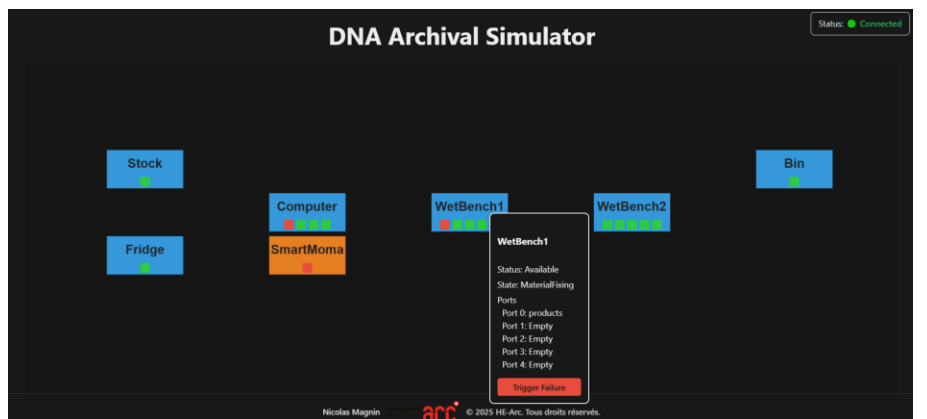 DNA Archival Simulator
Status: Connected
Stock
Bin
Computer
WetBench1
WetBench2
Fridge
SmartMoma
WetBench1
Status: Available
State: MaterialFixing
Ports
Port 0: products
Port 1: Empty
Port 2: Empty
Port 3: Empty
Port 4: Empty
Trigger Failure
Nicolas Magnin
arc
© 2025 HE-Arc. Tous droits réservés.